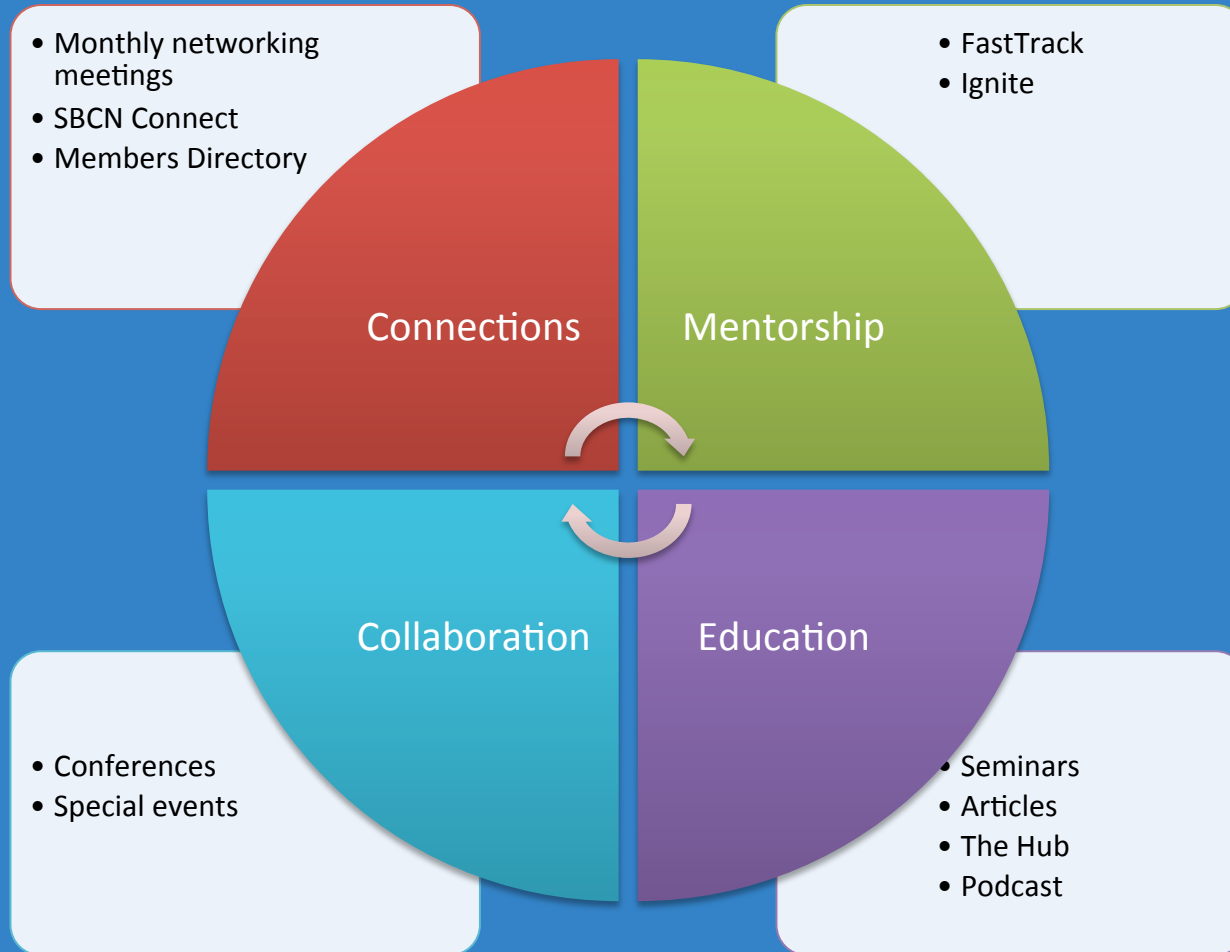 • Monthly networking
meetings
• SBCN Connect
• Members Directory
• FastTrack
• Ignite
Connections
Mentorship
Collaboration
Education
• Conferences
• Special events
• Seminars
• Articles
• The Hub
• Podcast